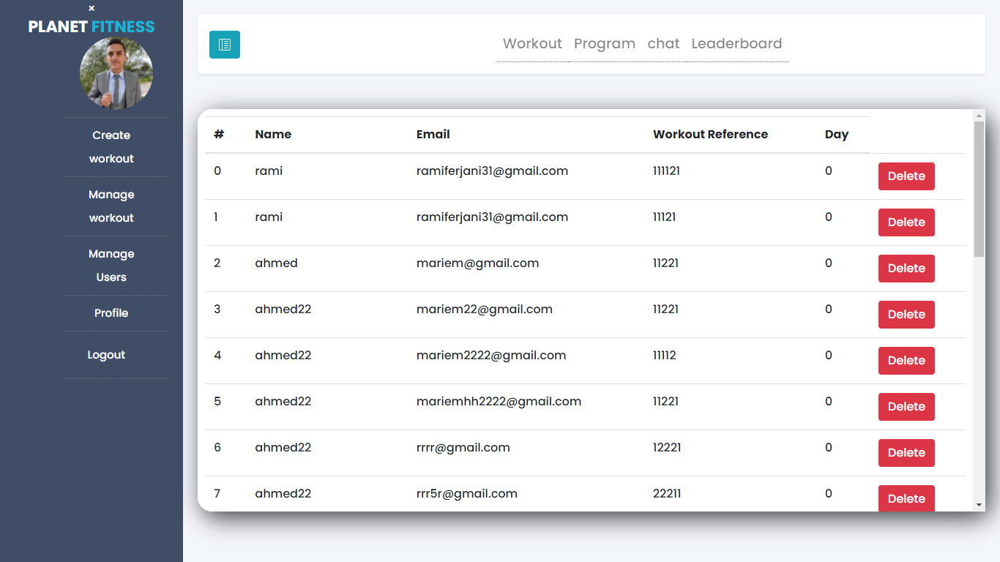 ×
PLANET FITNESS
Create
workout
Manage
workout
Manage
Users
Profile
Logout
Workout Program chat Leaderboard
# Name Email Workout Reference Day
0 rami ramiferjani31@gmail.com 111121 0 Delete
1 rami ramiferjani31@gmail.com 11121 0 Delete
2 ahmed mariem@gmail.com 11221 0 Delete
3 ahmed22 mariem22@gmail.com 11221 0 Delete
4 ahmed22 mariem2222@gmail.com 11112 0 Delete
5 ahmed22 mariemhh2222@gmail.com 11221 0 Delete
6 ahmed22 rrrr@gmail.com 12221 0 Delete
7 ahmed22 rrr5r@gmail.com 22211 0 Delete